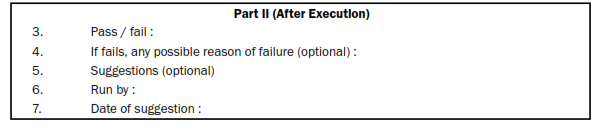 Part II (After Execution)
3. Pass / fail :
4. If fails, any possible reason of failure (optional) :
5. Suggestions (optional)
6. Run by :
7. Date of suggestion :